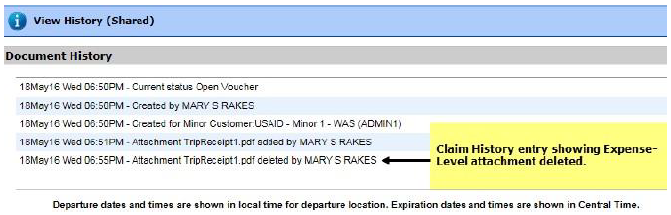 View History (Shared)
Document History
18May16 Wed 06:50PM - Current status Open Voucher
18May16 Wed 06:50PM - Created by MARY S RAKES
18May16 Wed 06:50PM - Created for Minor Customer:USAID - Minor 1 - WAS (ADMIN1)
18May16 Wed 06:51PM - Attachment TripReceipt1.pdf added by MARY S RAKES
18May16 Wed 06:55PM - Attachment TripReceipt1.pdf deleted by MARY S RAKES
Claim History entry showing Expense-
Level attachment deleted.
Departure dates and times are shown in local time for departure location. Expiration dates and times are shown in Central Time.